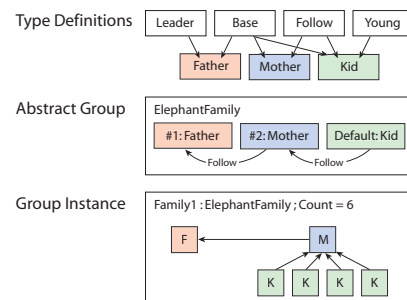 Type Definitions
Leader Base Follow Young
Father Mother Kid
Abstract Group
ElephantFamily
#1: Father #2: Mother Default: Kid
Follow Follow
Group Instance
Family1 : ElephantFamily ; Count = 6
F M
K K K K